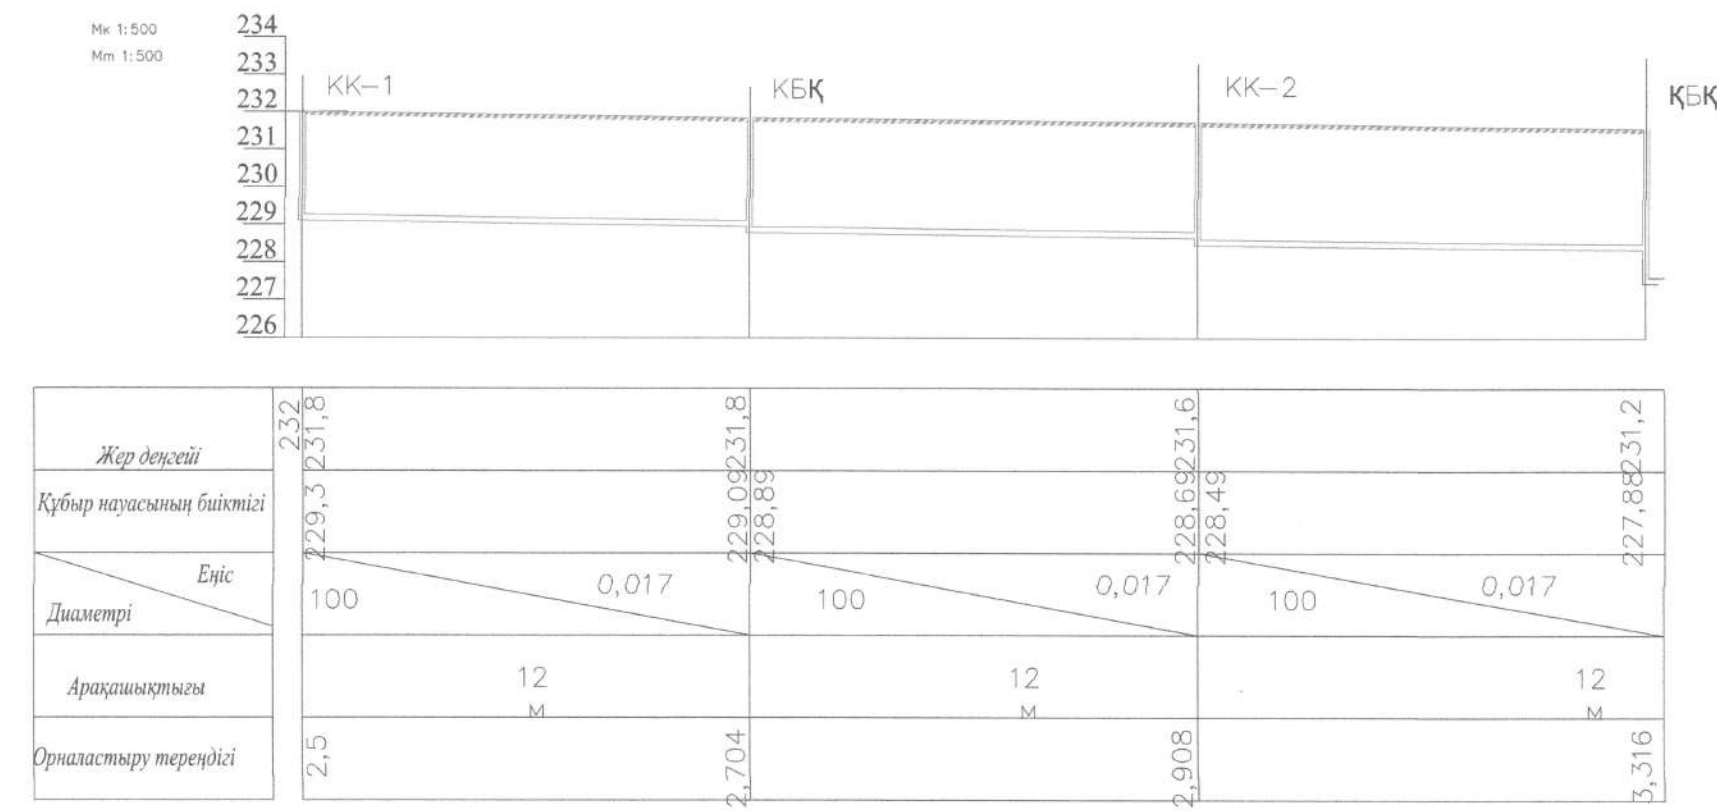 Мк 1:500
Мт 1:500
234
233
232
231
230
229
228
227
226
КК-1
КБҚ
КК-2
ҚБҚ
Жер деңгейі
232
231,8
231,8
231,6
231,2
Құбыр науасының биіктігі
229,3
229,09
228,89
228,69
228,49
227,88
Еңіс
Диаметрі
100
0,017
100
0,017
100
0,017
Арақашықтығы
12
м
12
м
12
м
Орналастыру тереңдігі
2,5
2,704
2,908
3,316